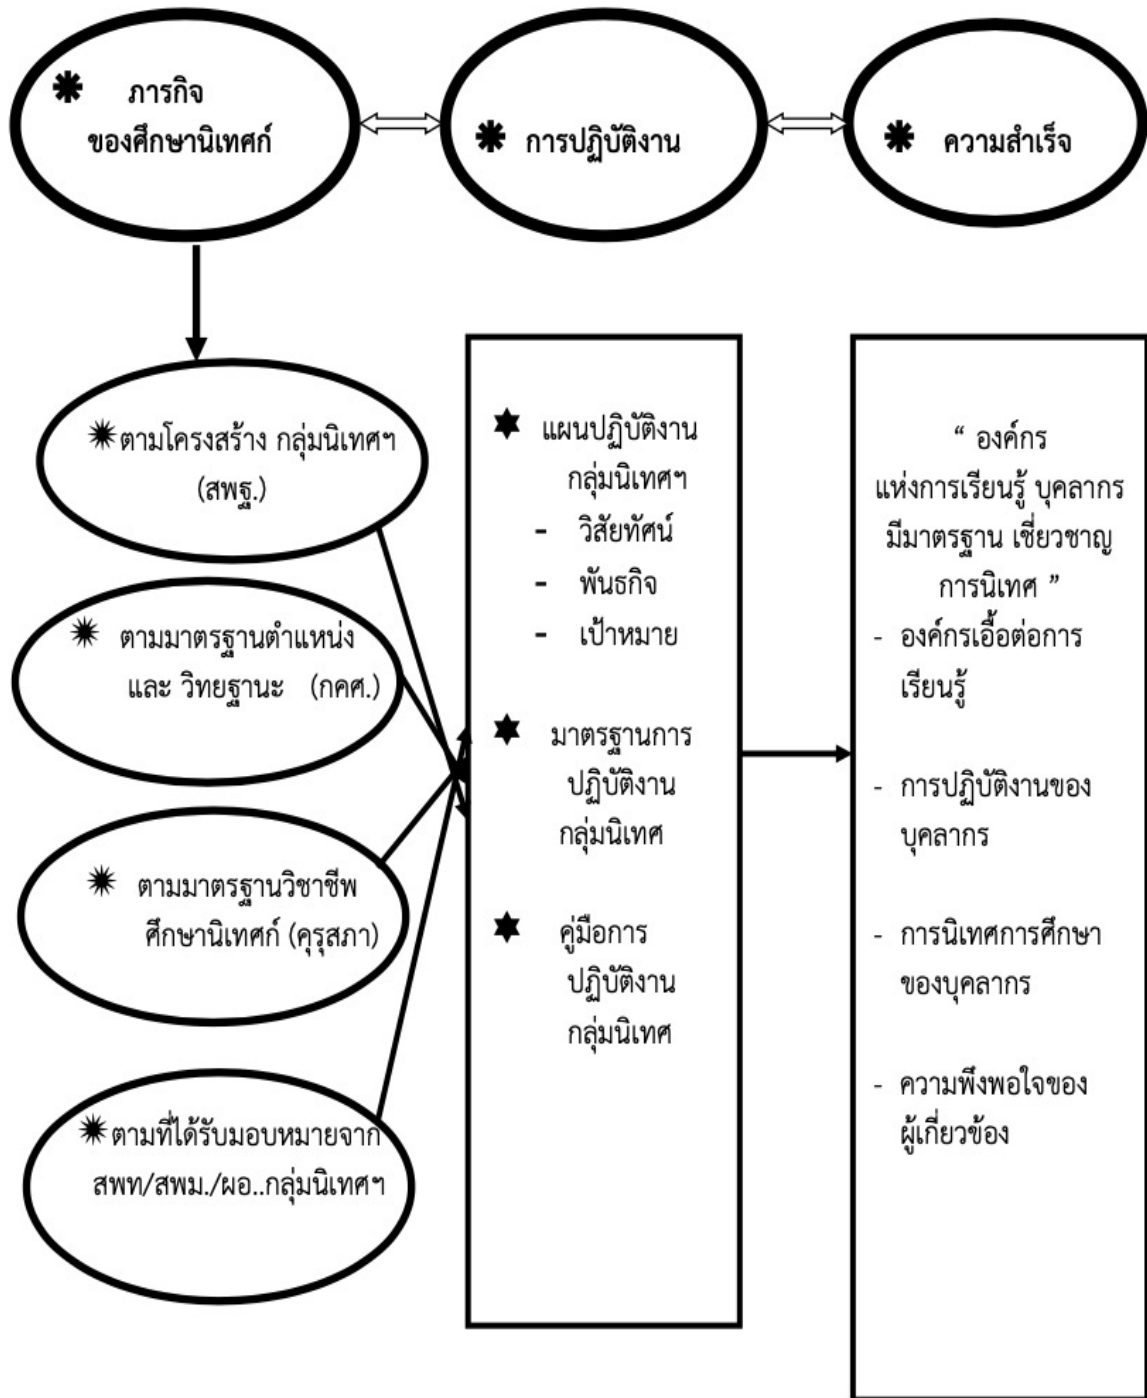 ภารกิจ
ของศึกษานิเทศก์
การปฏิบัติงาน
ความสำเร็จ
ตามโครงสร้าง กลุ่มนิเทศฯ
(สพฐ.)
ตามมาตรฐานตำแหน่ง
และ วิทยฐานะ (กคศ.)
ตามมาตรฐานวิชาชีพ
ศึกษานิเทศก์ (คุรุสภา)
ตามที่ได้รับมอบหมายจาก
สพท/สพม./ผอ..กลุ่มนิเทศฯ
แผนปฏิบัติงาน
กลุ่มนิเทศฯ
- วิสัยทัศน์
- พันธกิจ
- เป้าหมาย
มาตรฐานการ
ปฏิบัติงาน
กลุ่มนิเทศ
คู่มือการ
ปฏิบัติงาน
กลุ่มนิเทศ
“ องค์กร
แห่งการเรียนรู้ บุคลากร
มีมาตรฐาน เชี่ยวชาญ
การนิเทศ ”
- องค์กรเอื้อต่อการ
เรียนรู้
- การปฏิบัติงานของ
บุคลากร
- การนิเทศการศึกษา
ของบุคลากร
- ความพึงพอใจของ
ผู้เกี่ยวข้อง